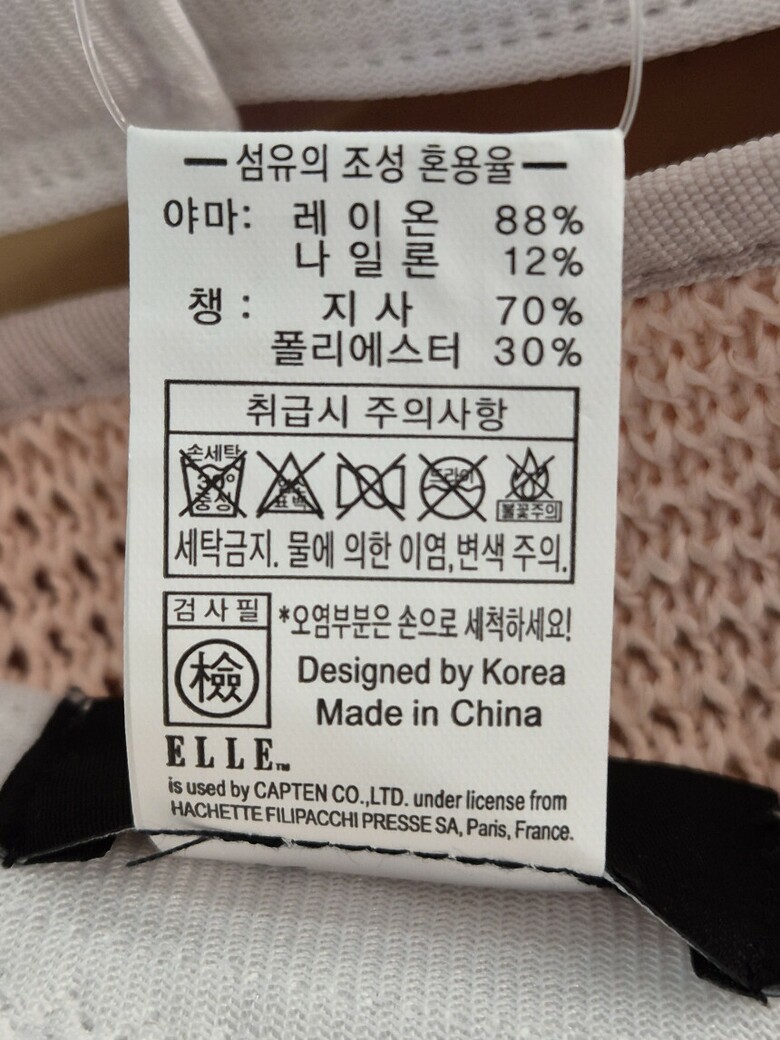 섬유의 조성 혼용율
야마: 레이온 88%
나일론 12%
챙: 지사 70%
폴리에스터 30%
취급시 주의사항
손세탁 30° 중성
표백
드라이
불꽃주의
세탁금지. 물에 의한 이염,변색 주의.
검사필
檢
*오염부분은 손으로 세척하세요!
Designed by Korea
Made in China
ELLE™
is used by CAPTEN CO.,LTD. under license from
HACHETTE FILIPACCHI PRESSE SA, Paris, France.